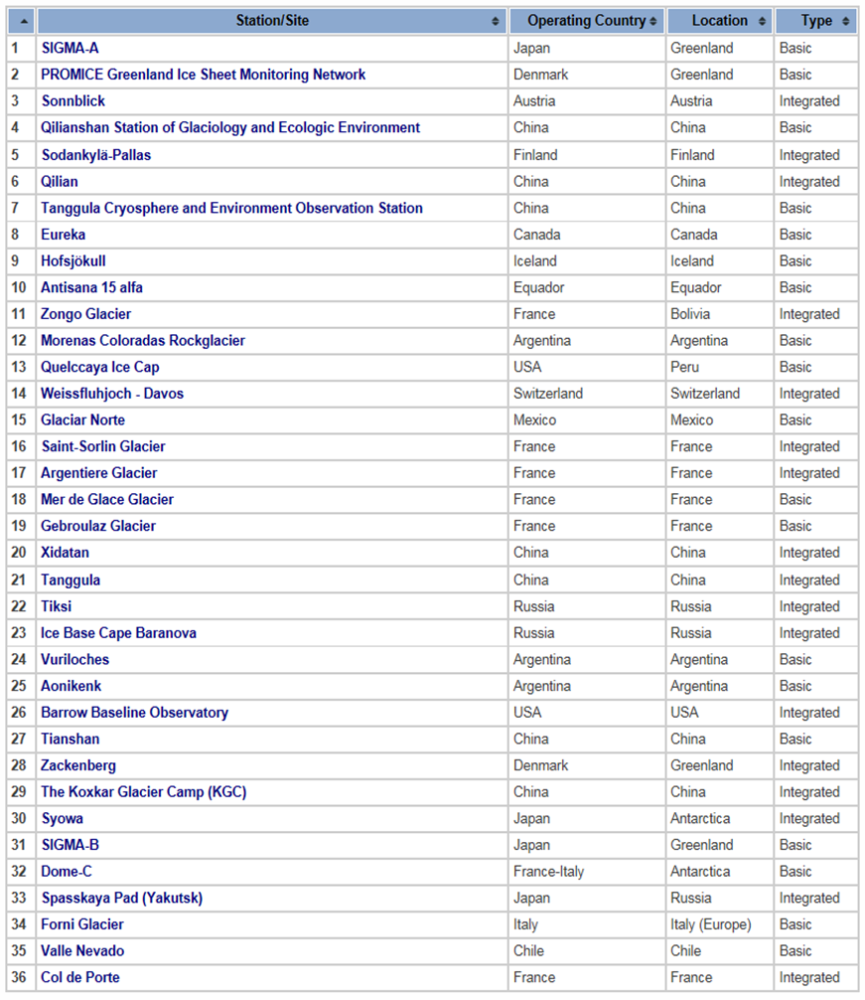 Station/Site Operating Country Location Type
1 SIGMA-A Japan Greenland Basic
2 PROMICE Greenland Ice Sheet Monitoring Network Denmark Greenland Basic
3 Sonnblick Austria Austria Integrated
4 Qilianshan Station of Glaciology and Ecologic Environment China China Basic
5 Sodankylä-Pallas Finland Finland Integrated
6 Qilian China China Integrated
7 Tanggula Cryosphere and Environment Observation Station China China Basic
8 Eureka Canada Canada Basic
9 Hofsjökull Iceland Iceland Basic
10 Antisana 15 alfa Equador Equador Basic
11 Zongo Glacier France Bolivia Integrated
12 Morenas Coloradas Rockglacier Argentina Argentina Basic
13 Quelccaya Ice Cap USA Peru Basic
14 Weissfluhjoch - Davos Switzerland Switzerland Integrated
15 Glaciar Norte Mexico Mexico Basic
16 Saint-Sorlin Glacier France France Integrated
17 Argentiere Glacier France France Integrated
18 Mer de Glace Glacier France France Basic
19 Gebroulaz Glacier France France Basic
20 Xidatan China China Integrated
21 Tanggula China China Integrated
22 Tiksi Russia Russia Integrated
23 Ice Base Cape Baranova Russia Russia Integrated
24 Vuriloches Argentina Argentina Basic
25 Aonikenk Argentina Argentina Basic
26 Barrow Baseline Observatory USA USA Integrated
27 Tianshan China China Basic
28 Zackenberg Denmark Greenland Integrated
29 The Koxkar Glacier Camp (KGC) China China Integrated
30 Syowa Japan Antarctica Integrated
31 SIGMA-B Japan Greenland Basic
32 Dome-C France-Italy Antarctica Basic
33 Spasskaya Pad (Yakutsk) Japan Russia Integrated
34 Forni Glacier Italy Italy (Europe) Basic
35 Valle Nevado Chile Chile Basic
36 Col de Porte France France Integrated